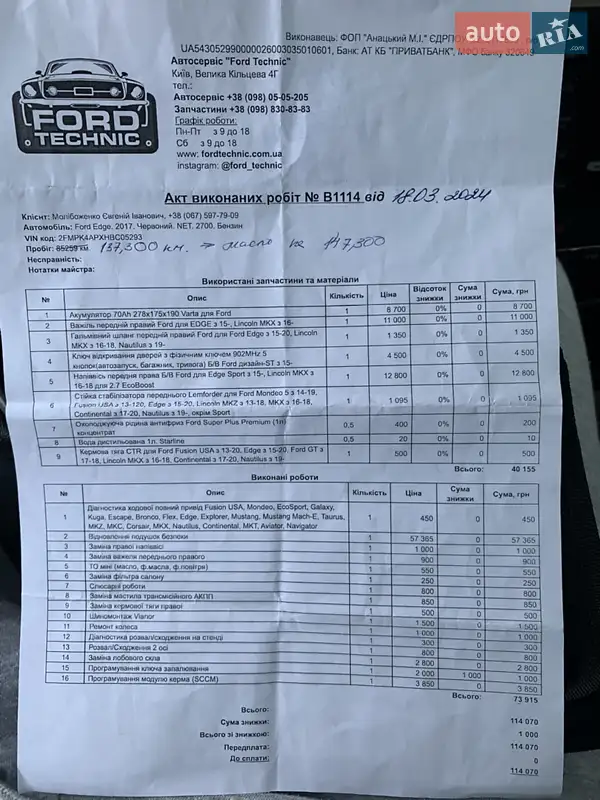 auto RIA .com
Виконавець: ФОП "Анацький М.І." ЄДРПО
UA543052990000026003035010601, Банк: АТ КБ "ПРИВАТБАНК", МФО банку 320649
Автосервіс "Ford Technic"
Київ, Велика Кільцева 4Г
тел.:
Автосервіс +38 (098) 05-05-205
Запчастини +38 (098) 830-83-83
Графік роботи:
Пн-Пт з 9 до 18
Сб з 9 до 18
www: fordtechnic.com.ua
instagram: @ford_technic
FORD
TECHNIC
Акт виконаних робіт № B1114 від 18.03.2024
Клієнт: Молібоженко Євгеній Іванович, +38 (067) 597-79-09
Автомобіль: Ford Edge. 2017. Червоний. NET. 2700. Бензин
VIN код: 2FMPK4APXHBC05293
Пробіг: 85259 км 137,300 км. → масло на 147,300
Несправність:
Нотатки майстра:
Використані запчастини та матеріали
№ Опис Кількість Ціна Відсоток знижки Сума знижки Сума, грн
1 Акумулятор 70Ah 278x175x190 Varta для Ford 1 8 700 0% 0 8 700
2 Важіль передній правий Ford для EDGE з 15-, Lincoln MKX з 16- 1 11 000 0% 0 11 000
3 Гальмівний шланг передній правий Ford для Ford Edge з 15-20, Lincoln MKX з 16-18, Nautilus з 19- 1 1 350 0% 0 1 350
4 Ключ відкривання дверей з фізичним ключем 902MHz 5 кнопок(автозапуск, багажник, тривога) Б/В Ford дизайн-ST з 15- 1 4 500 0% 0 4 500
5 Напіввісь передня права Б/В Ford для Edge Sport з 15-, Lincoln MKX з 16-18 для 2.7 EcoBoost 1 12 800 0% 0 12 800
6 Стійка стабілізатора переднього Lemforder для Ford Mondeo 5 з 14-19, Fusion USA з 13-120, Edge з 15-20, Lincoln MKZ з 13-18, MKX з 16-18, Continental з 17-20, Nautilus з 19-, окрім Sport 1 1 095 0% 0 1 095
7 Охолоджуюча рідина антифриз Ford Super Plus Premium (1л) концентрат 0,5 400 0% 0 200
8 Вода дистильована 1л. Starline 0,5 20 0% 0 10
9 Кермова тяга CTR для Ford Fusion USA з 13-20, Edge з 15-20, Ford GT з 17-18, Lincoln MKX з 16-18, Continental з 17-20, Nautilus з 19- 1 500 0% 0 500
Всього: 40 155
Виконані роботи
№ Опис Кількість Ціна Сума знижки Сума, грн
1 Діагностика ходової повний привід Fusion USA, Mondeo, EcoSport, Galaxy, Kuga, Escape, Bronco, Flex, Edge, Explorer, Mustang, Mustang Mach-E, Taurus, MKZ, MKC, Corsair, MKX, Nautilus, Continental, MKT, Aviator, Navigator 1 450 0 450
2 Відновлення подушок безпеки 1 57 365 0 57 365
3 Заміна правої напіввісі 1 1 000 0 1 000
4 Заміна важеля переднього правого 1 900 0 900
5 ТО міні (масло, ф.масла, ф.повітря) 1 550 0 550
6 Заміна фільтра салону 1 250 0 250
7 Слюсарні роботи 1 800 0 800
8 Заміна мастила трансмісійного АКПП 1 850 0 850
9 Заміна кермової тяги правої 1 500 0 500
10 Шиномонтаж Vianor 1 1 500 0 1 500
11 Ремонт колеса 1 1 000 0 1 000
12 Діагностика розвал/сходження на стенді 1 300 0 300
13 Розвал/Сходження 2 осі 1 800 0 800
14 Заміна лобового скла 1 2 800 0 2 800
15 Програмування ключа запалювання 1 2 000 1 000 1 000
16 Програмування модулю керма (SCCM) 1 3 850 0 3 850
Всього: 73 915
Всього: 114 070
Сума знижки: 1 000
Всього зі знижкою: 114 070
Передплата: 0
До сплати: 114 070